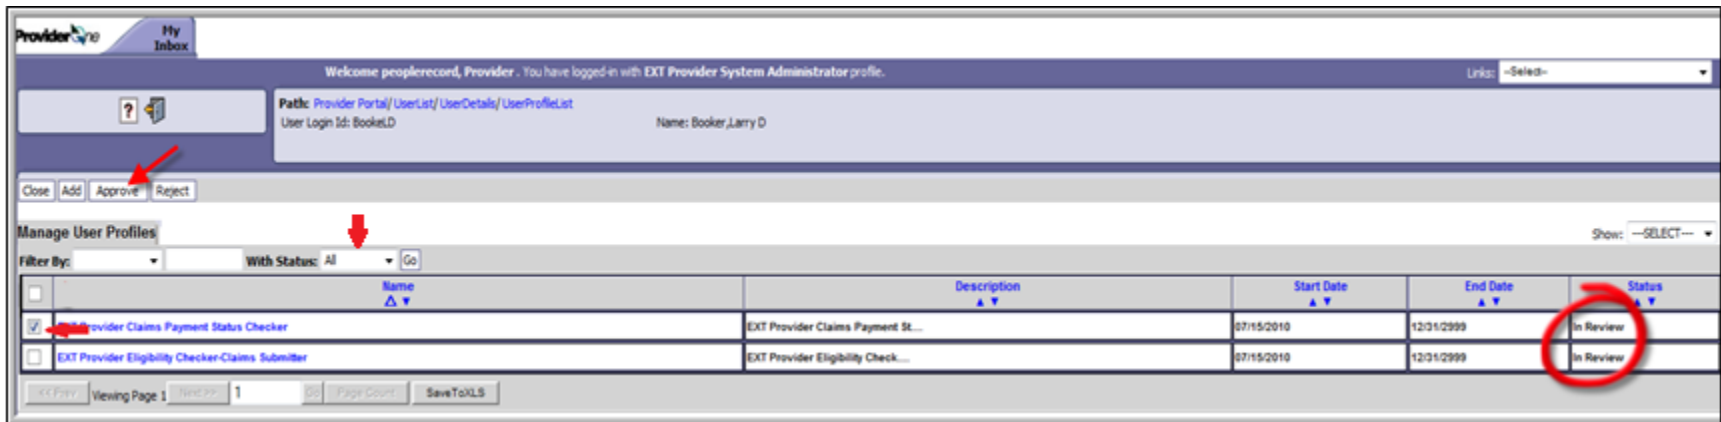 ProviderOne
My
Inbox
Welcome peoplerecord, Provider . You have logged-in with EXT Provider System Administrator profile.
Links: --Select--
?
Path: Provider Portal/ UserList/ UserDetails/ UserProfileList
User Login Id: BookeLD Name: Booker,Larry D
Close Add Approve Reject
Manage User Profiles
Show: ---SELECT---
Filter By: With Status: All Go
Name Description Start Date End Date Status
Provider Claims Payment Status Checker EXT Provider Claims Payment St.... 07/15/2010 12/31/2999 In Review
EXT Provider Eligibility Checker-Claims Submitter EXT Provider Eligibility Check.... 07/15/2010 12/31/2999 In Review
<< Prev Viewing Page 1 Next >> 1 Go Page Count SaveToXLS